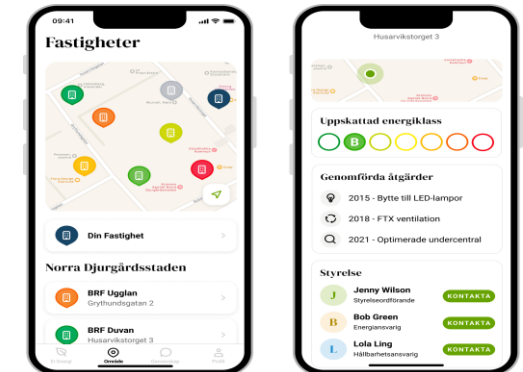 09:41
Fastigheter
Din Fastighet
Norra Djurgårdsstaden
BRF Ugglan
Grythundsgatan 2
BRF Duvan
Husarvikstorget 3
Område
Husarvikstorget 3
Uppskattad energiklass
B
Genomförda åtgärder
2015 - Bytte till LED-lampor
2018 - FTX ventilation
2021 - Optimerade undercentral
Styrelse
J
Jenny Wilson
Styrelseordförande
KONTAKTA
B
Bob Green
Energiansvarig
KONTAKTA
L
Lola Ling
Hållbarhetsansvarig
KONTAKTA